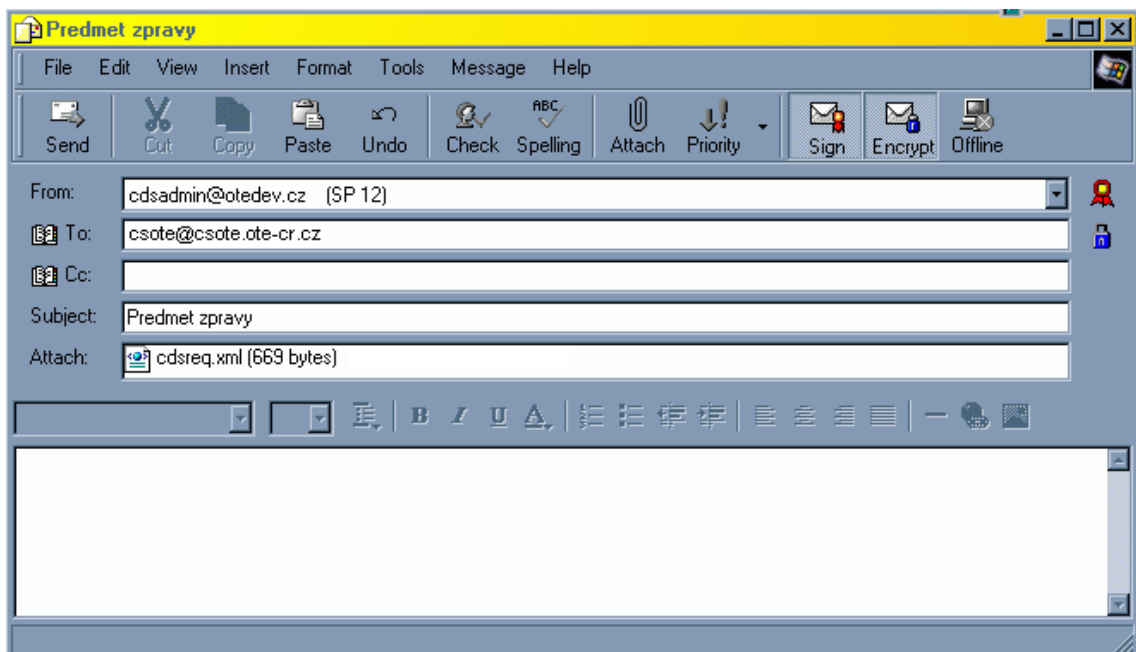 Predmet zpravy
File Edit View Insert Format Tools Message Help
ABC
Send Cut Copy Paste Undo Check Spelling Attach Priority Sign Encrypt Offline
From: cdsadmin@otedev.cz (SP 12)
To: csote@csote.ote-cr.cz
Cc:
Subject: Predmet zpravy
Attach: cdsreq.xml (669 bytes)
B I U A